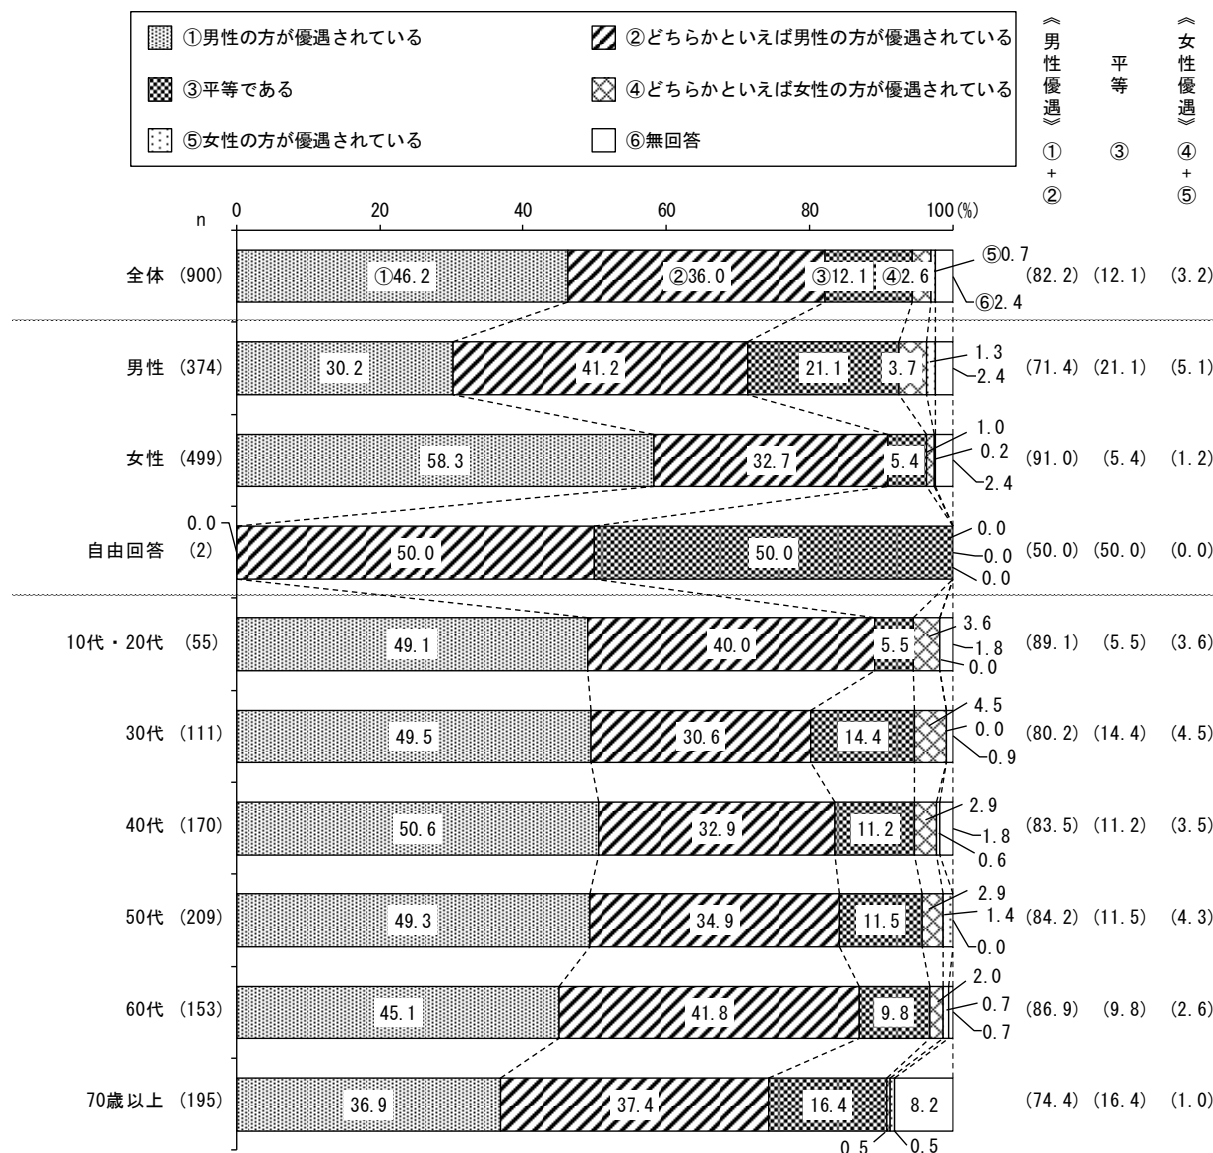 ①男性の方が優遇されている ②どちらかといえば男性の方が優遇されている
③平等である ④どちらかといえば女性の方が優遇されている
⑤女性の方が優遇されている ⑥無回答
《男性優遇》①+②
平等 ③
《女性優遇》④+⑤
n 0 20 40 60 80 100(%)
全体 (900) ①46.2 ②36.0 ③12.1 ④2.6 ⑤0.7 ⑥2.4 (82.2) (12.1) (3.2)
男性 (374) 30.2 41.2 21.1 3.7 1.3 2.4 (71.4) (21.1) (5.1)
女性 (499) 58.3 32.7 5.4 1.0 0.2 2.4 (91.0) (5.4) (1.2)
自由回答 (2) 0.0 50.0 50.0 0.0 0.0 0.0 (50.0) (50.0) (0.0)
10代・20代 (55) 49.1 40.0 5.5 3.6 1.8 0.0 (89.1) (5.5) (3.6)
30代 (111) 49.5 30.6 14.4 4.5 0.0 0.9 (80.2) (14.4) (4.5)
40代 (170) 50.6 32.9 11.2 2.9 1.8 0.6 (83.5) (11.2) (3.5)
50代 (209) 49.3 34.9 11.5 2.9 1.4 0.0 (84.2) (11.5) (4.3)
60代 (153) 45.1 41.8 9.8 2.0 0.7 0.7 (86.9) (9.8) (2.6)
70歳以上 (195) 36.9 37.4 16.4 0.5 0.5 8.2 (74.4) (16.4) (1.0)